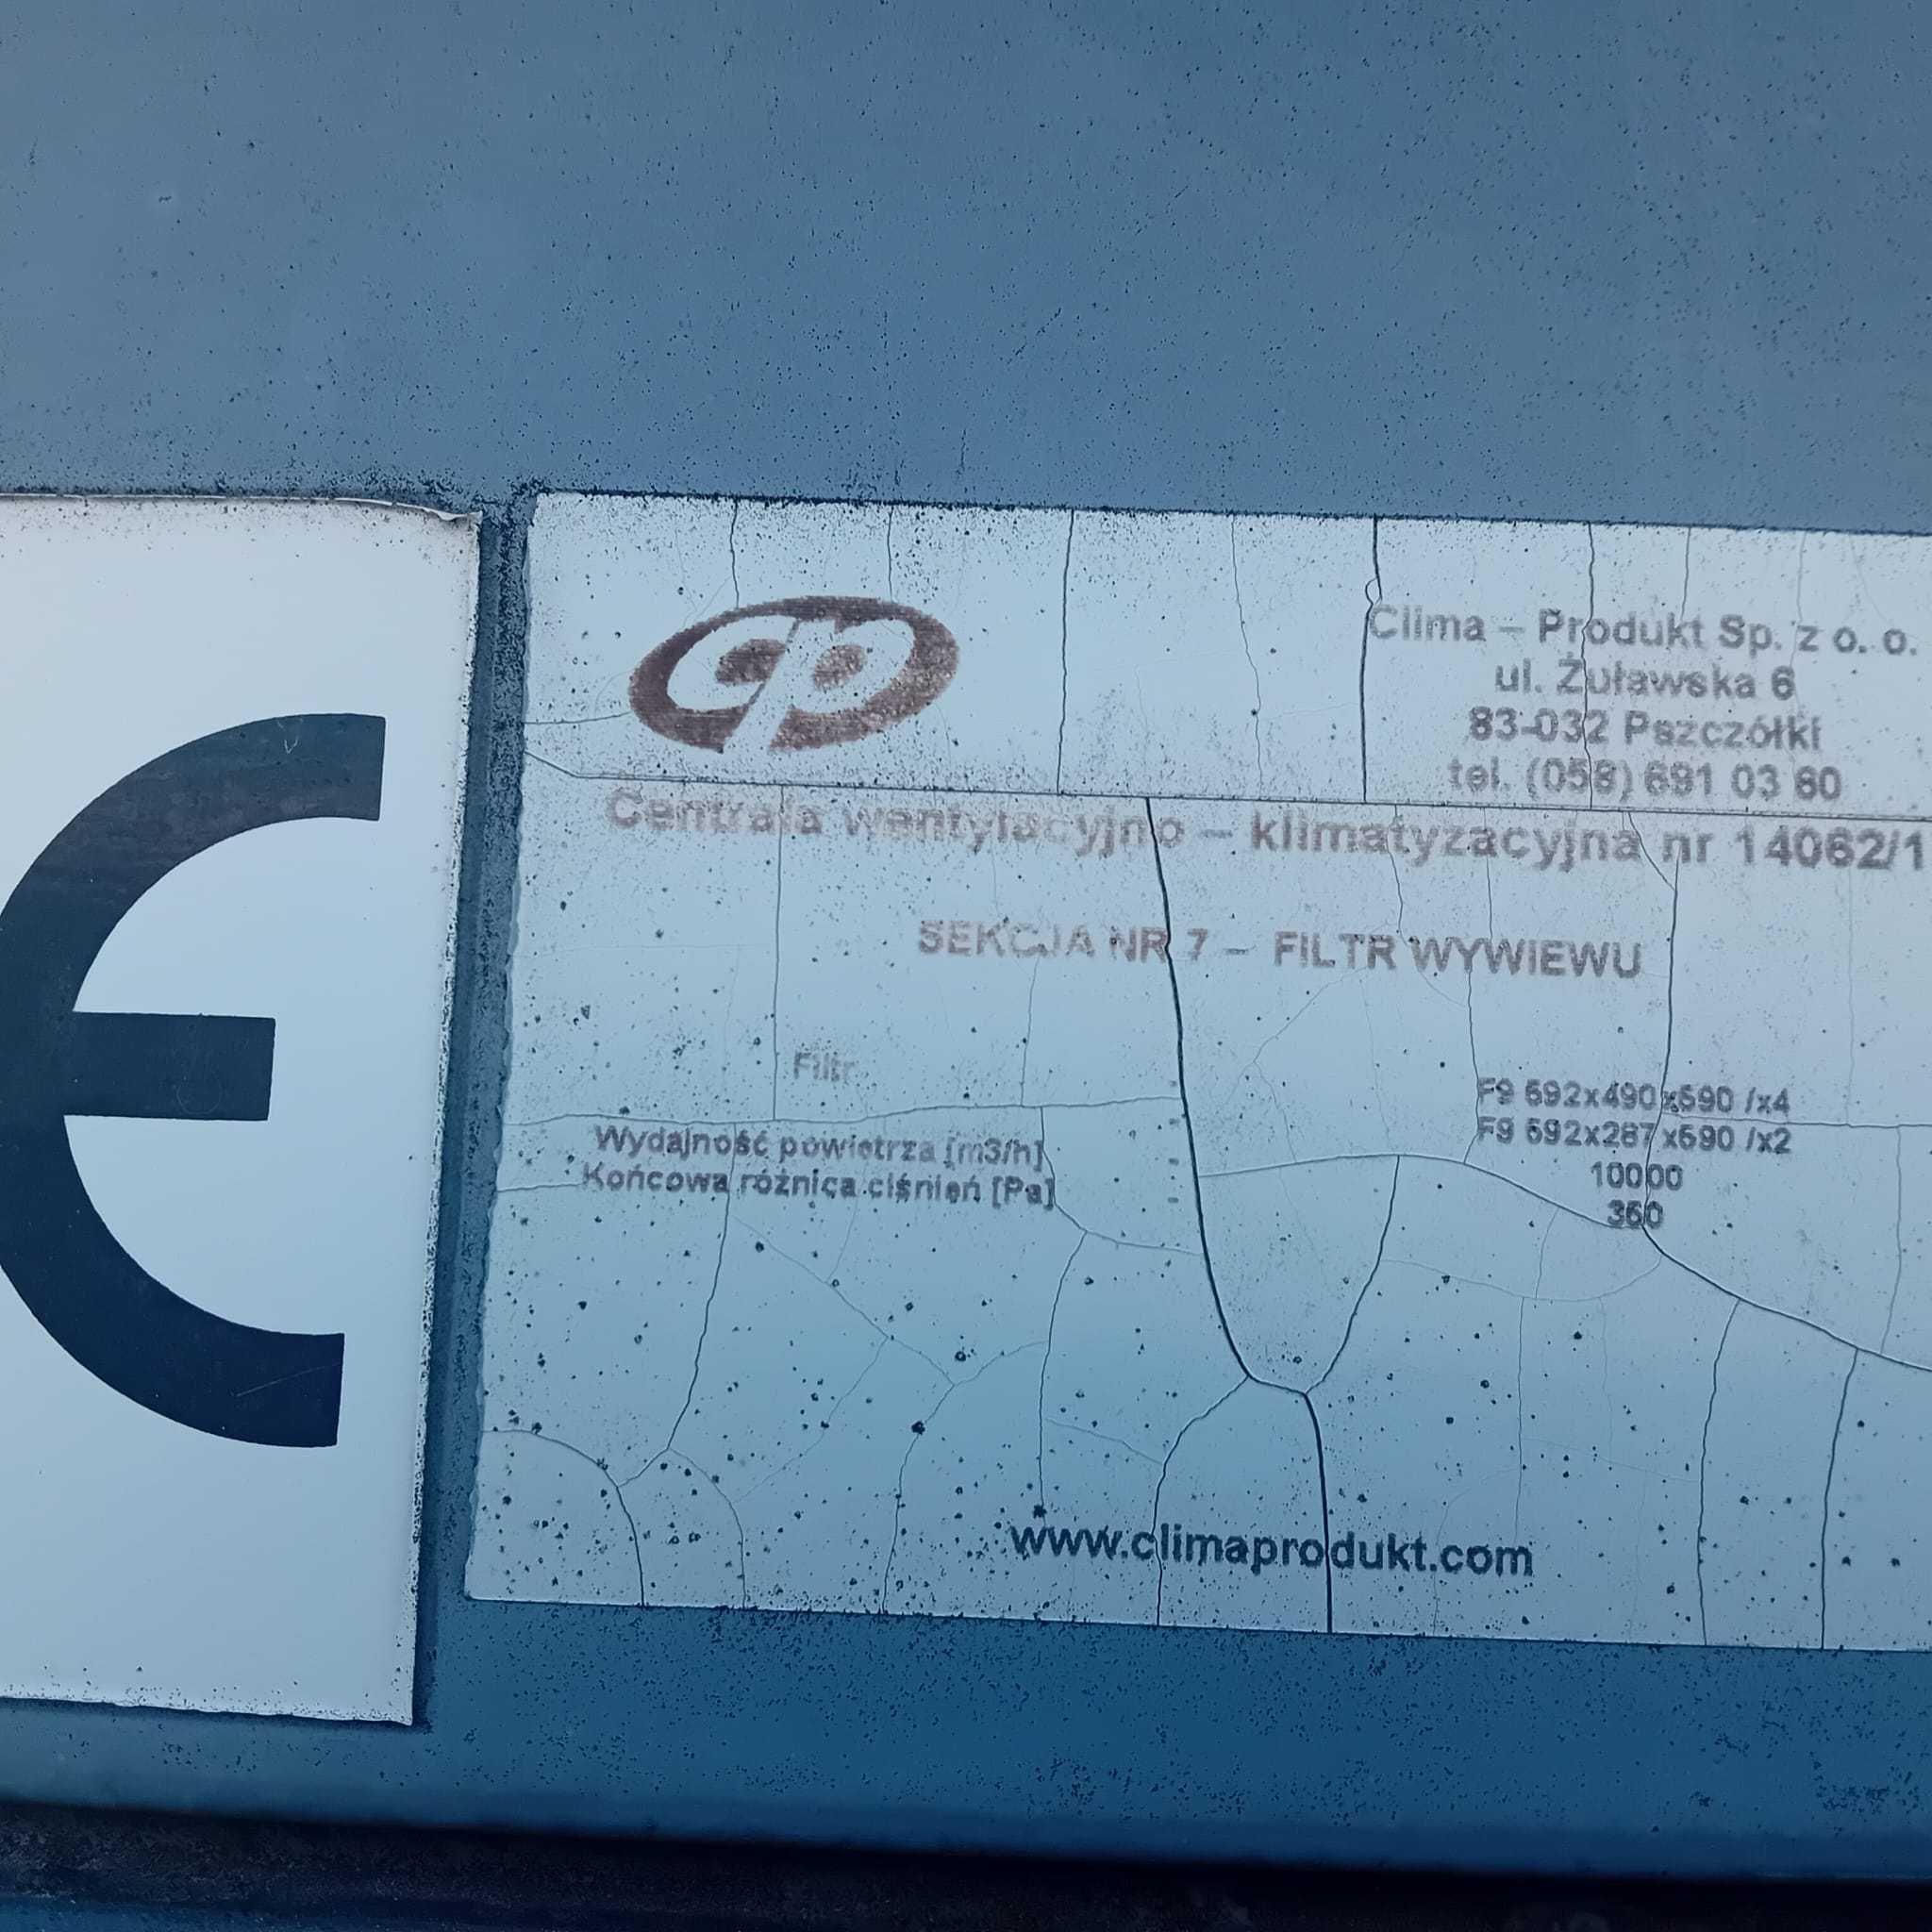 CE
cp
Clima – Produkt Sp. z o. o.
ul. Żuławska 6
83-032 Pszczółki
tel. (058) 691 03 60
Centrala wentylacyjno – klimatyzacyjna nr 14062/1
SEKCJA NR 7 – FILTR WYWIEWU
Filtr : F9 592x490x590 /x4
: F9 592x287x590 /x2
Wydajność powietrza [m3/h] : 10000
Końcowa różnica ciśnień [Pa] : 350
www.climaprodukt.com